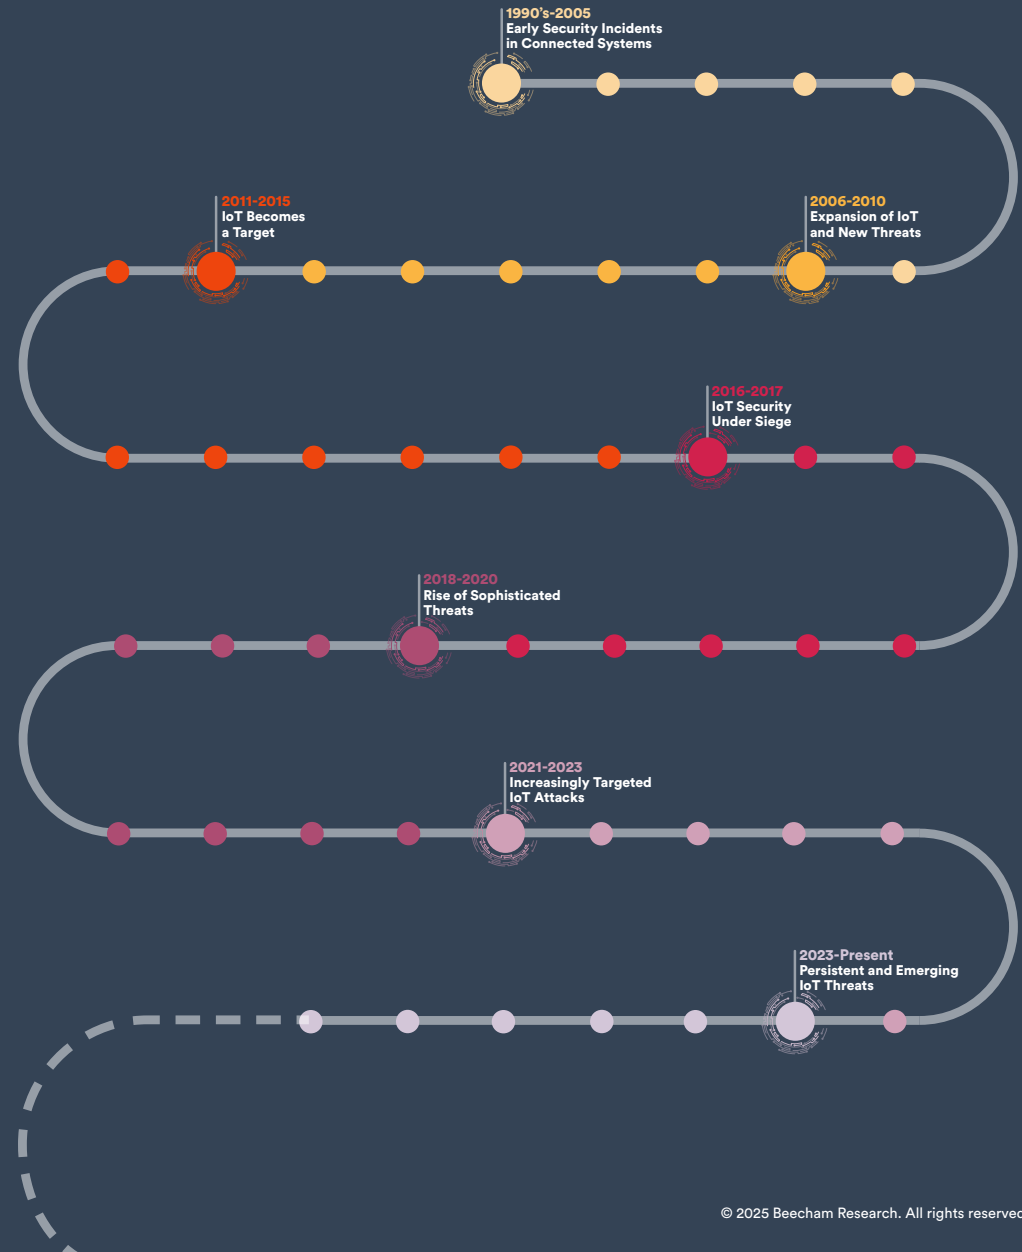 1990's-2005
Early Security Incidents
in Connected Systems
2011-2015
IoT Becomes
a Target
2006-2010
Expansion of IoT
and New Threats
2016-2017
IoT Security
Under Siege
2018-2020
Rise of Sophisticated
Threats
2021-2023
Increasingly Targeted
IoT Attacks
2023-Present
Persistent and Emerging
IoT Threats
© 2025 Beecham Research. All rights reserved